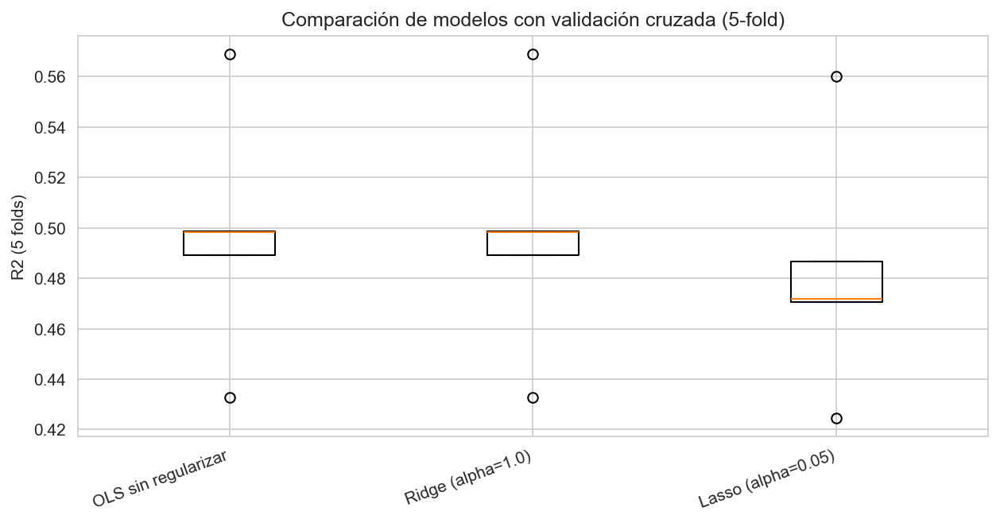 Comparación de modelos con validación cruzada (5-fold)
R2 (5 folds)
0.56
0.54
0.52
0.50
0.48
0.46
0.44
0.42
OLS sin regularizar
Ridge (alpha=1.0)
Lasso (alpha=0.05)